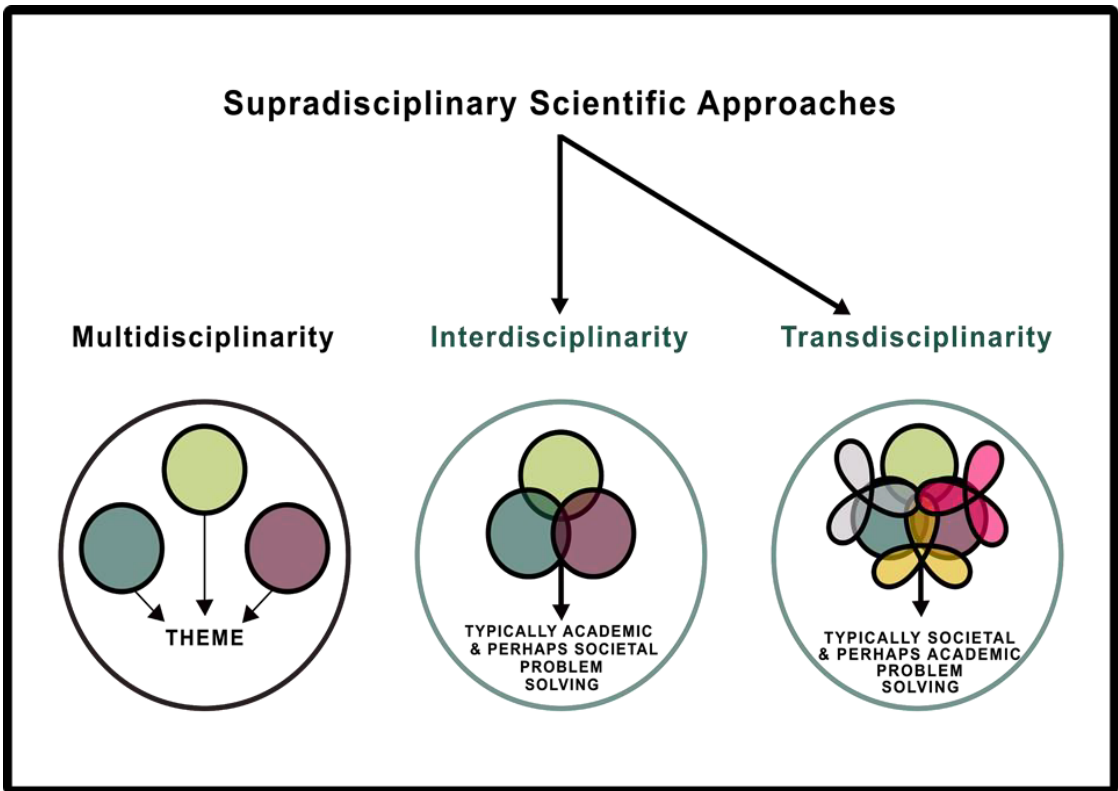 Supradisciplinary Scientific Approaches
Multidisciplinarity
Interdisciplinarity
Transdisciplinarity
THEME
TYPICALLY ACADEMIC
& PERHAPS SOCIETAL
PROBLEM
SOLVING
TYPICALLY SOCIETAL
& PERHAPS ACADEMIC
PROBLEM
SOLVING